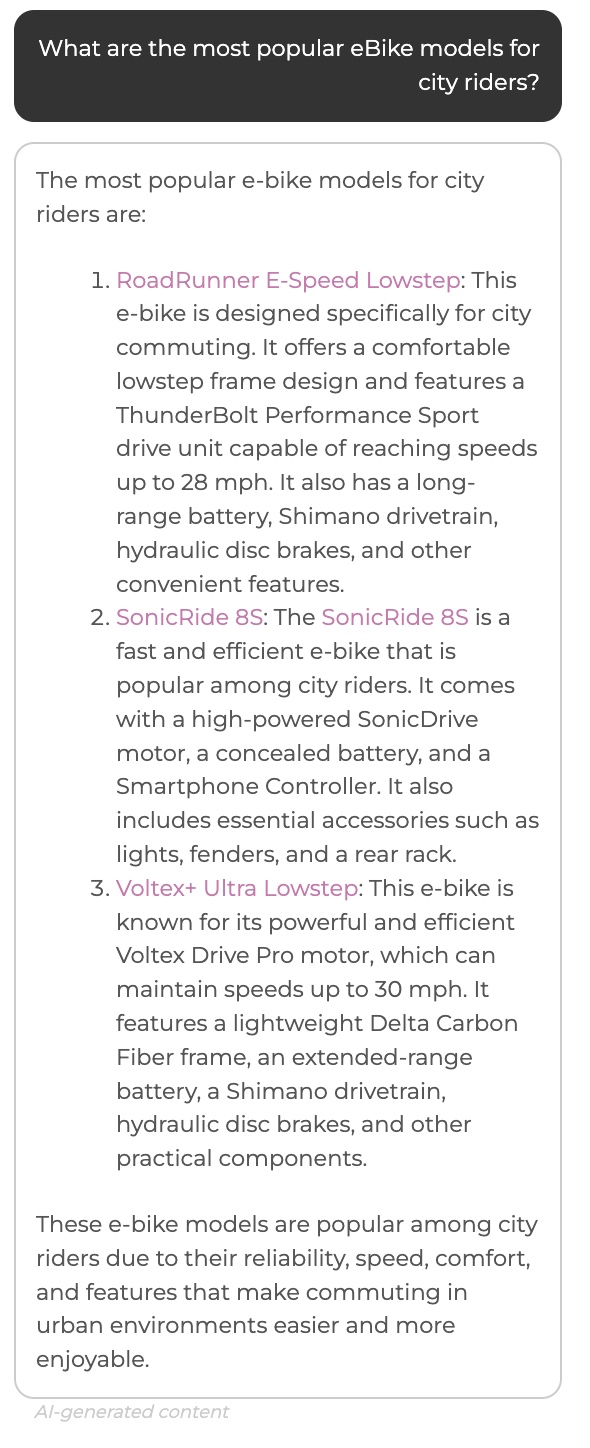 What are the most popular eBike models for
city riders?
The most popular e-bike models for city
riders are:
1. RoadRunner E-Speed Lowstep: This
e-bike is designed specifically for city
commuting. It offers a comfortable
lowstep frame design and features a
ThunderBolt Performance Sport
drive unit capable of reaching speeds
up to 28 mph. It also has a long-
range battery, Shimano drivetrain,
hydraulic disc brakes, and other
convenient features.
2. SonicRide 8S: The SonicRide 8S is a
fast and efficient e-bike that is
popular among city riders. It comes
with a high-powered SonicDrive
motor, a concealed battery, and a
Smartphone Controller. It also
includes essential accessories such as
lights, fenders, and a rear rack.
3. Voltex+ Ultra Lowstep: This e-bike is
known for its powerful and efficient
Voltex Drive Pro motor, which can
maintain speeds up to 30 mph. It
features a lightweight Delta Carbon
Fiber frame, an extended-range
battery, a Shimano drivetrain,
hydraulic disc brakes, and other
practical components.
These e-bike models are popular among city
riders due to their reliability, speed, comfort,
and features that make commuting in
urban environments easier and more
enjoyable.
AI-generated content